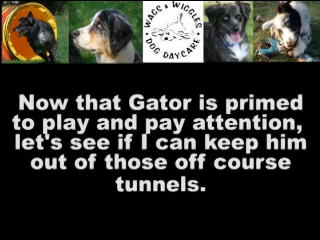 WAGS & WIGGLES
DOG DAYCARE
Now that Gator is primed
to play and pay attention,
let's see if I can keep him
out of those off course
tunnels.